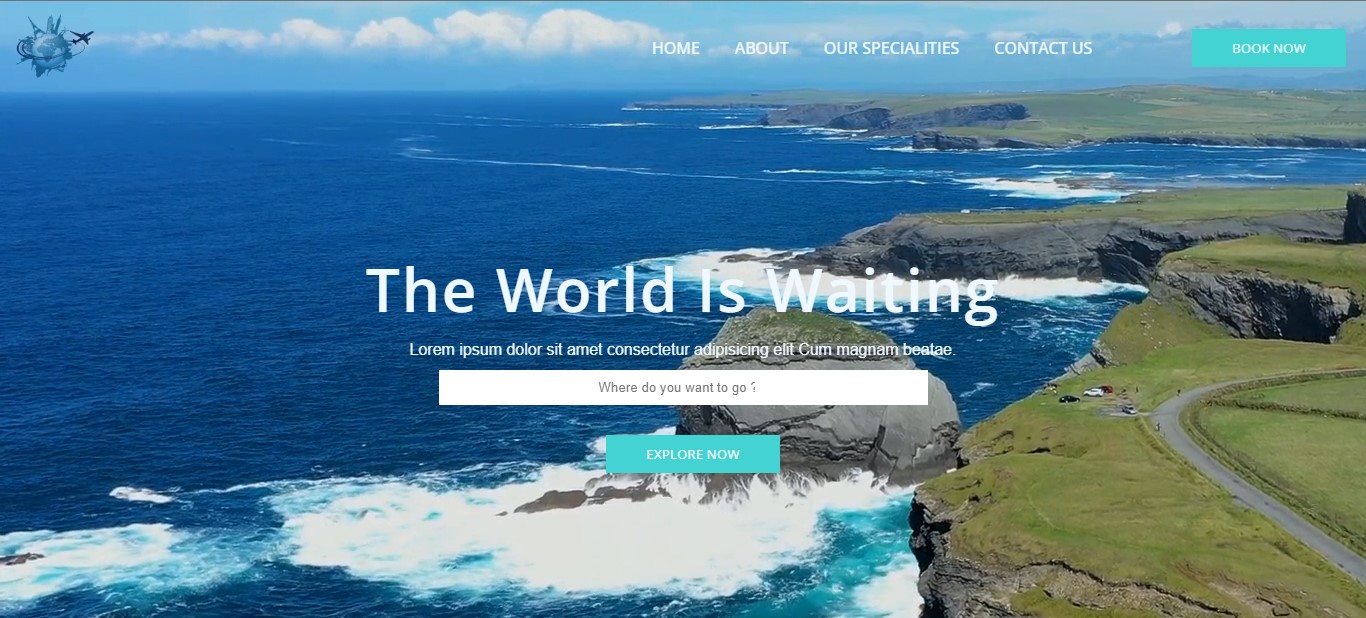 HOME ABOUT OUR SPECIALITIES CONTACT US BOOK NOW
The World Is Waiting
Lorem ipsum dolor sit amet consectetur adipisicing elit Cum magnam beatae.
Where do you want to go ?
EXPLORE NOW